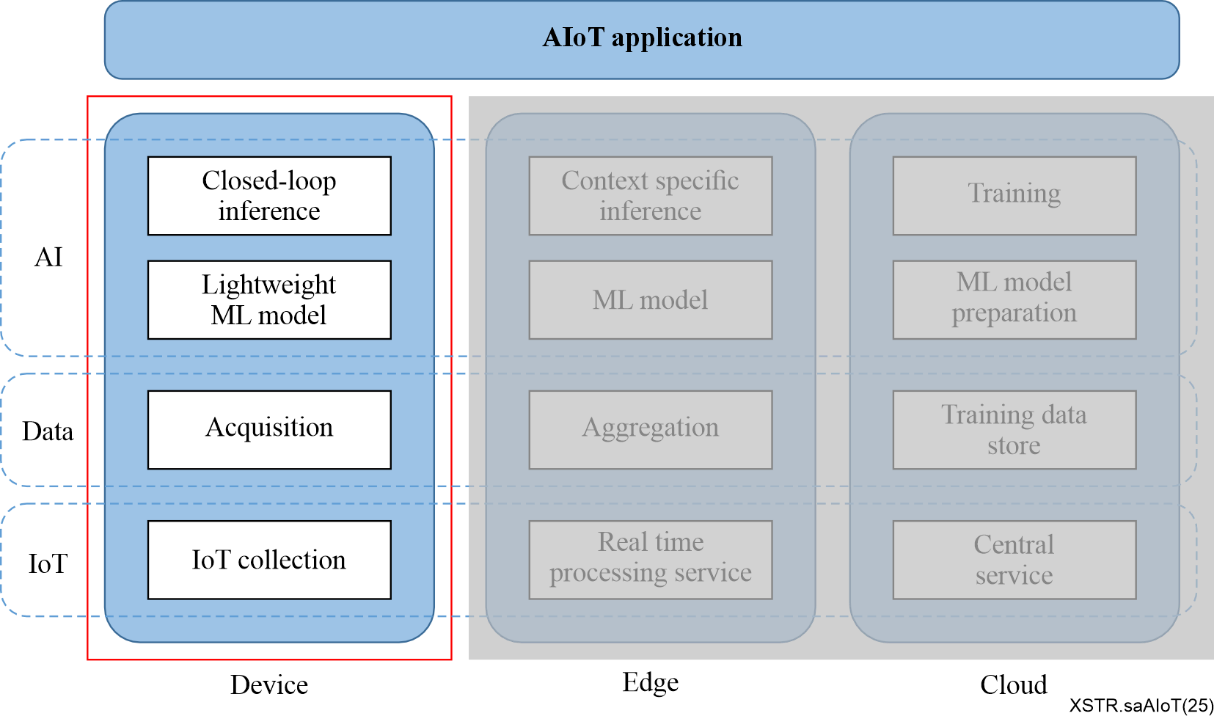 AIoT application
Closed-loop
inference
Context specific
inference
Training
AI
Lightweight
ML model
ML model
ML model
preparation
Data
Acquisition
Aggregation
Training data
store
IoT
IoT collection
Real time
processing service
Central
service
Device
Edge
Cloud
XSTR.saAIoT(25)